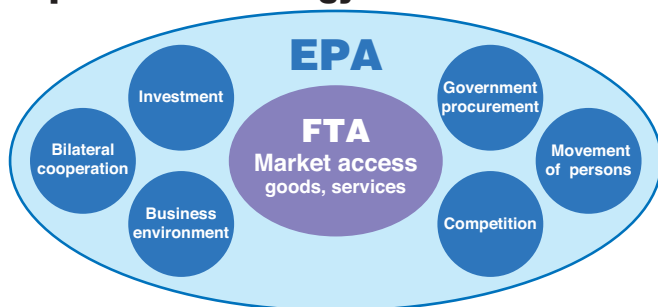 EPA
Investment
Bilateral
cooperation
Business
environment
FTA
Market access
goods, services
Government
procurement
Movement
of persons
Competition